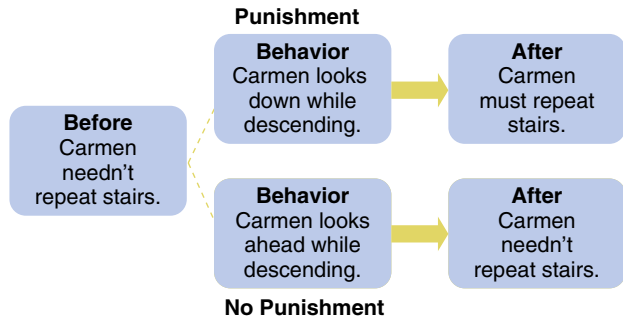 Punishment
Before
Carmen
needn't
repeat stairs.
Behavior
Carmen looks
down while
descending.
After
Carmen
must repeat
stairs.
Behavior
Carmen looks
ahead while
descending.
After
Carmen
needn't
repeat stairs.
No Punishment